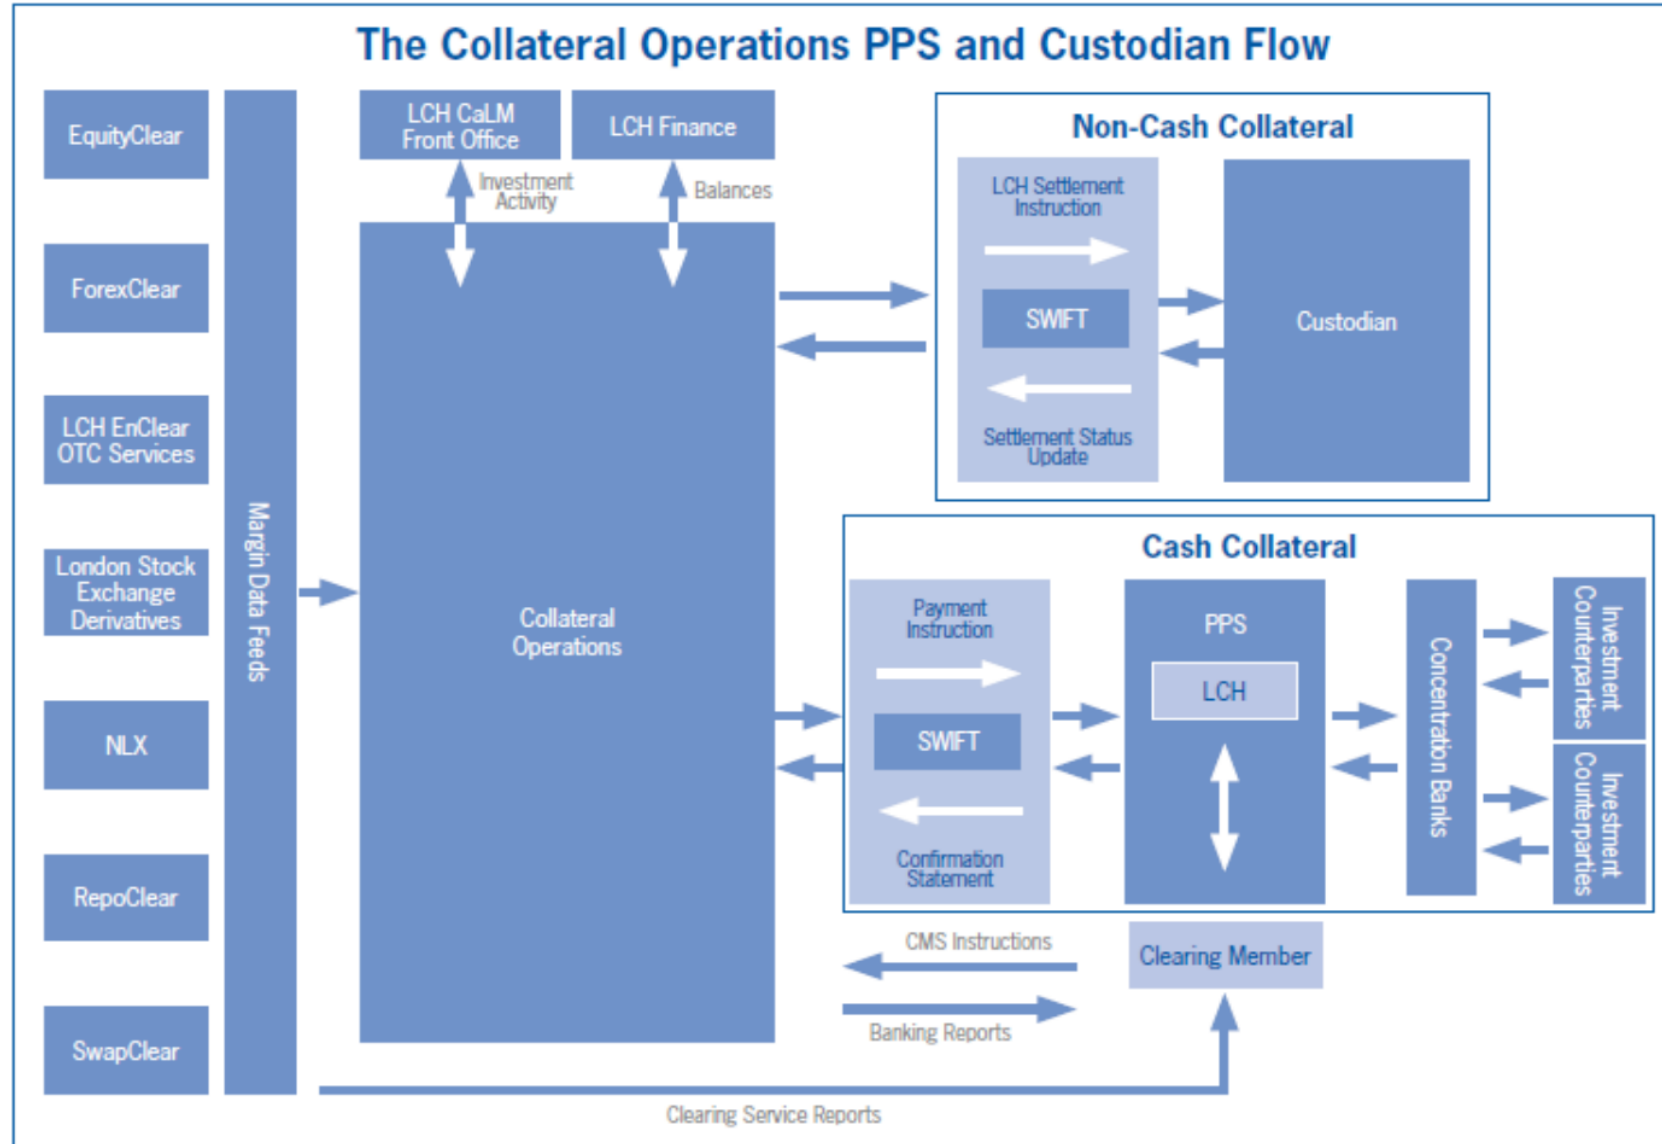 The Collateral Operations PPS and Custodian Flow
EquityClear
ForexClear
LCH EnClear
OTC Services
London Stock
Exchange
Derivatives
NLX
RepoClear
SwapClear
Margin Data Feeds
LCH CaLM
Front Office
LCH Finance
Investment
Activity
Balances
Collateral
Operations
Non-Cash Collateral
LCH Settlement
Instruction
SWIFT
Settlement Status
Update
Custodian
Cash Collateral
Payment
Instruction
SWIFT
Confirmation
Statement
PPS
LCH
Concentration Banks
Investment
Counterparties
Investment
Counterparties
CMS Instructions
Banking Reports
Clearing Member
Clearing Service Reports